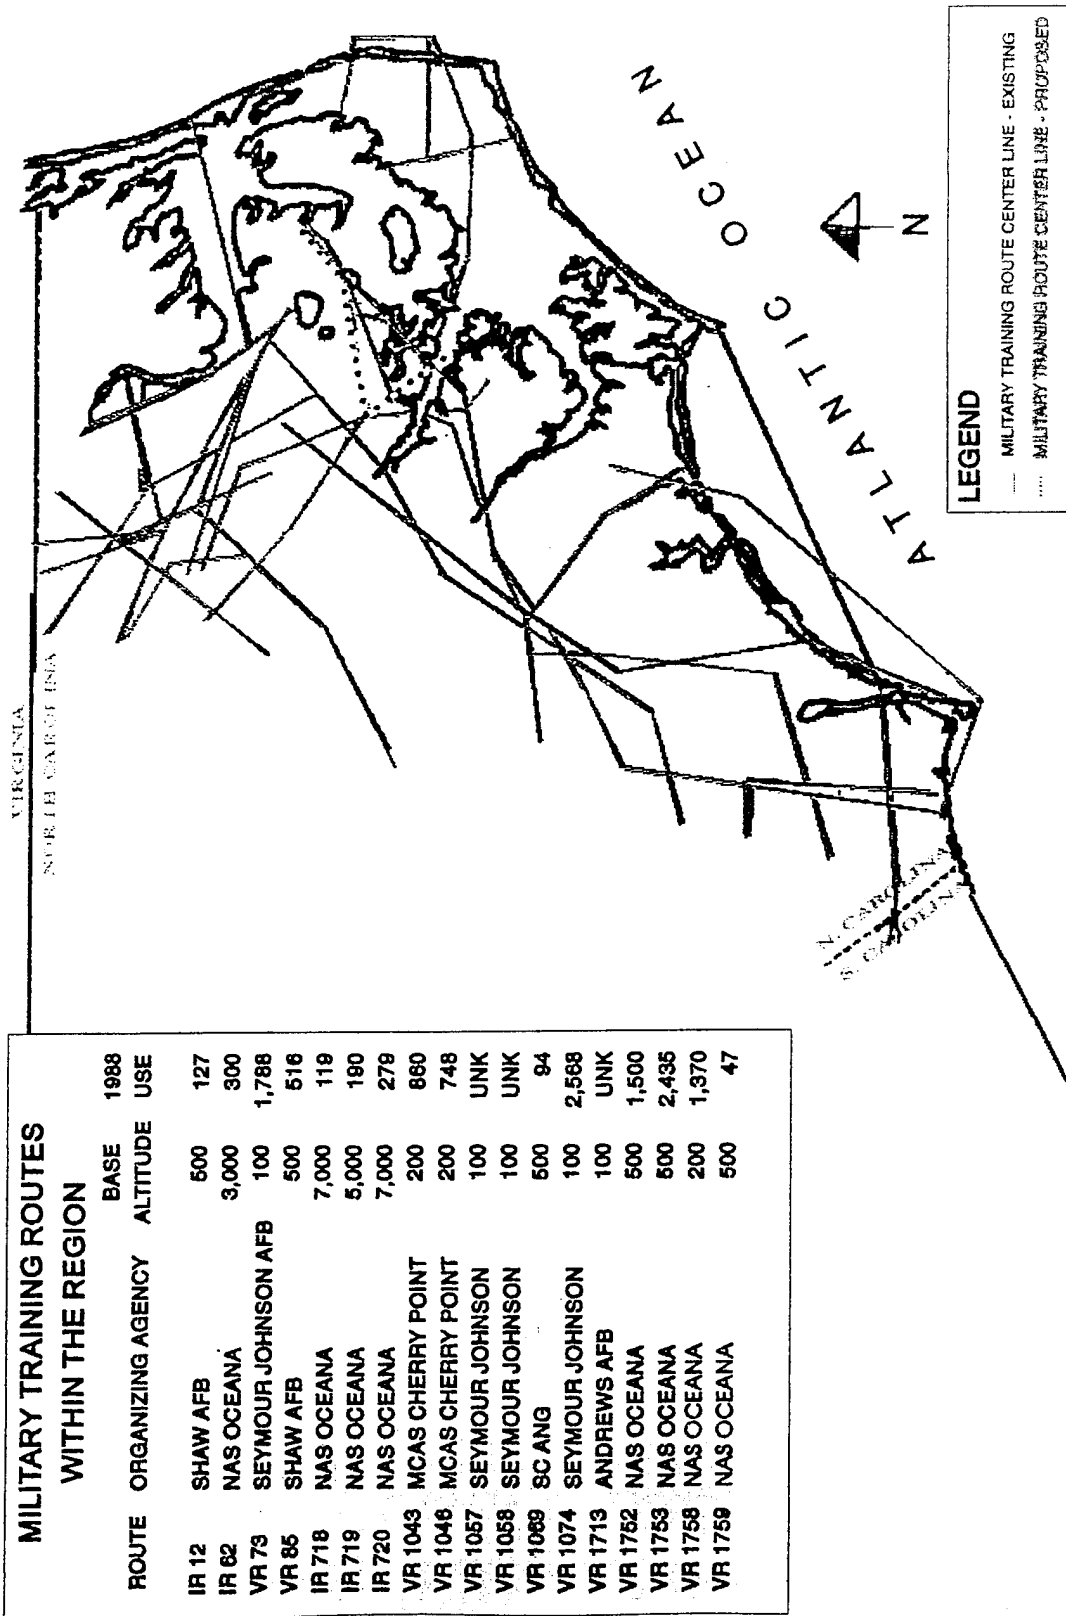 MILITARY TRAINING ROUTES
WITHIN THE REGION
BASE 1988
ROUTE ORGANIZING AGENCY ALTITUDE USE
IR 12 SHAW AFB 500 127
IR 62 NAS OCEANA 3,000 300
VR 73 SEYMOUR JOHNSON AFB 100 1,788
VR 85 SHAW AFB 500 516
IR 718 NAS OCEANA 7,000 119
IR 719 NAS OCEANA 5,000 190
IR 720 NAS OCEANA 7,000 279
VR 1043 MCAS CHERRY POINT 200 880
VR 1046 MCAS CHERRY POINT 200 748
VR 1057 SEYMOUR JOHNSON 100 UNK
VR 1058 SEYMOUR JOHNSON 100 UNK
VR 1069 SC ANG 500 94
VR 1074 SEYMOUR JOHNSON 100 2,568
VR 1713 ANDREWS AFB 100 UNK
VR 1752 NAS OCEANA 500 1,500
VR 1753 NAS OCEANA 500 2,435
VR 1758 NAS OCEANA 200 1,370
VR 1759 NAS OCEANA 500 47
VIRGINIA
NORTH CAROLINA
N. CAROLINA
S. CAROLINA
ATLANTIC OCEAN
N
LEGEND
MILITARY TRAINING ROUTE CENTER LINE - EXISTING
MILITARY TRAINING ROUTE CENTER LINE - PROPOSED